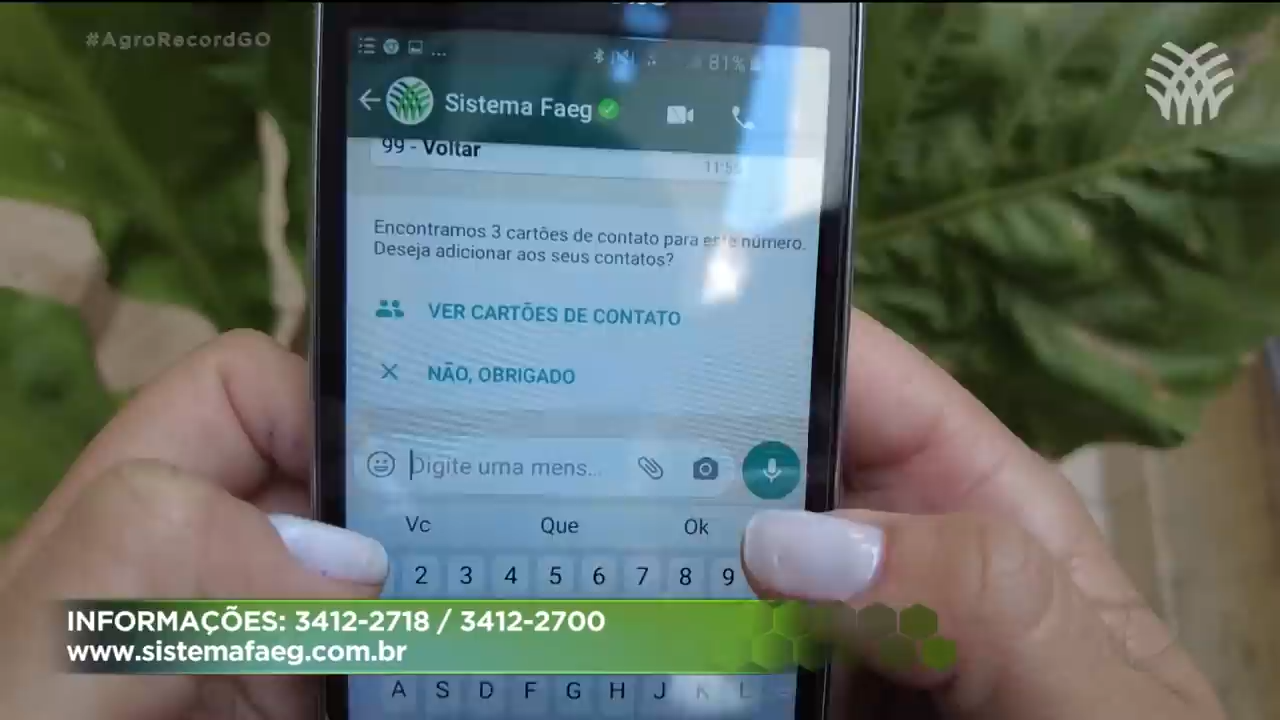 #AgroRecordGO
81%
Sistema Faeg
99 - Voltar
Encontramos 3 cartões de contato para este número.
Deseja adicionar aos seus contatos?
VER CARTÕES DE CONTATO
NÃO, OBRIGADO
Digite uma mens...
Vc Que Ok
2 3 4 5 6 7 8 9
INFORMAÇÕES: 3412-2718 / 3412-2700
www.sistemafaeg.com.br
A S D F G H J K L